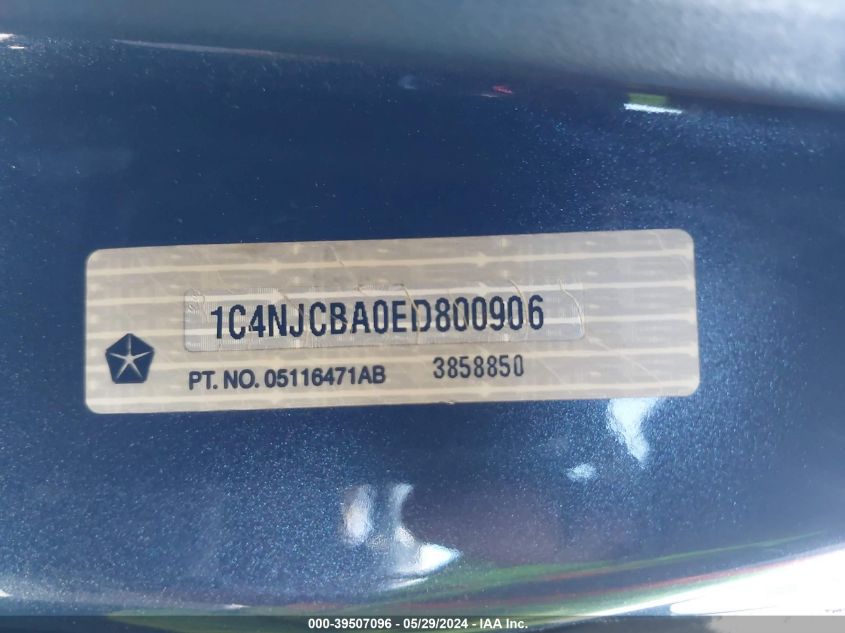 1C4NJCBA0ED800906
PT. NO. 05116471AB 3858850
000-39507096 - 05/29/2024 - IAA Inc.